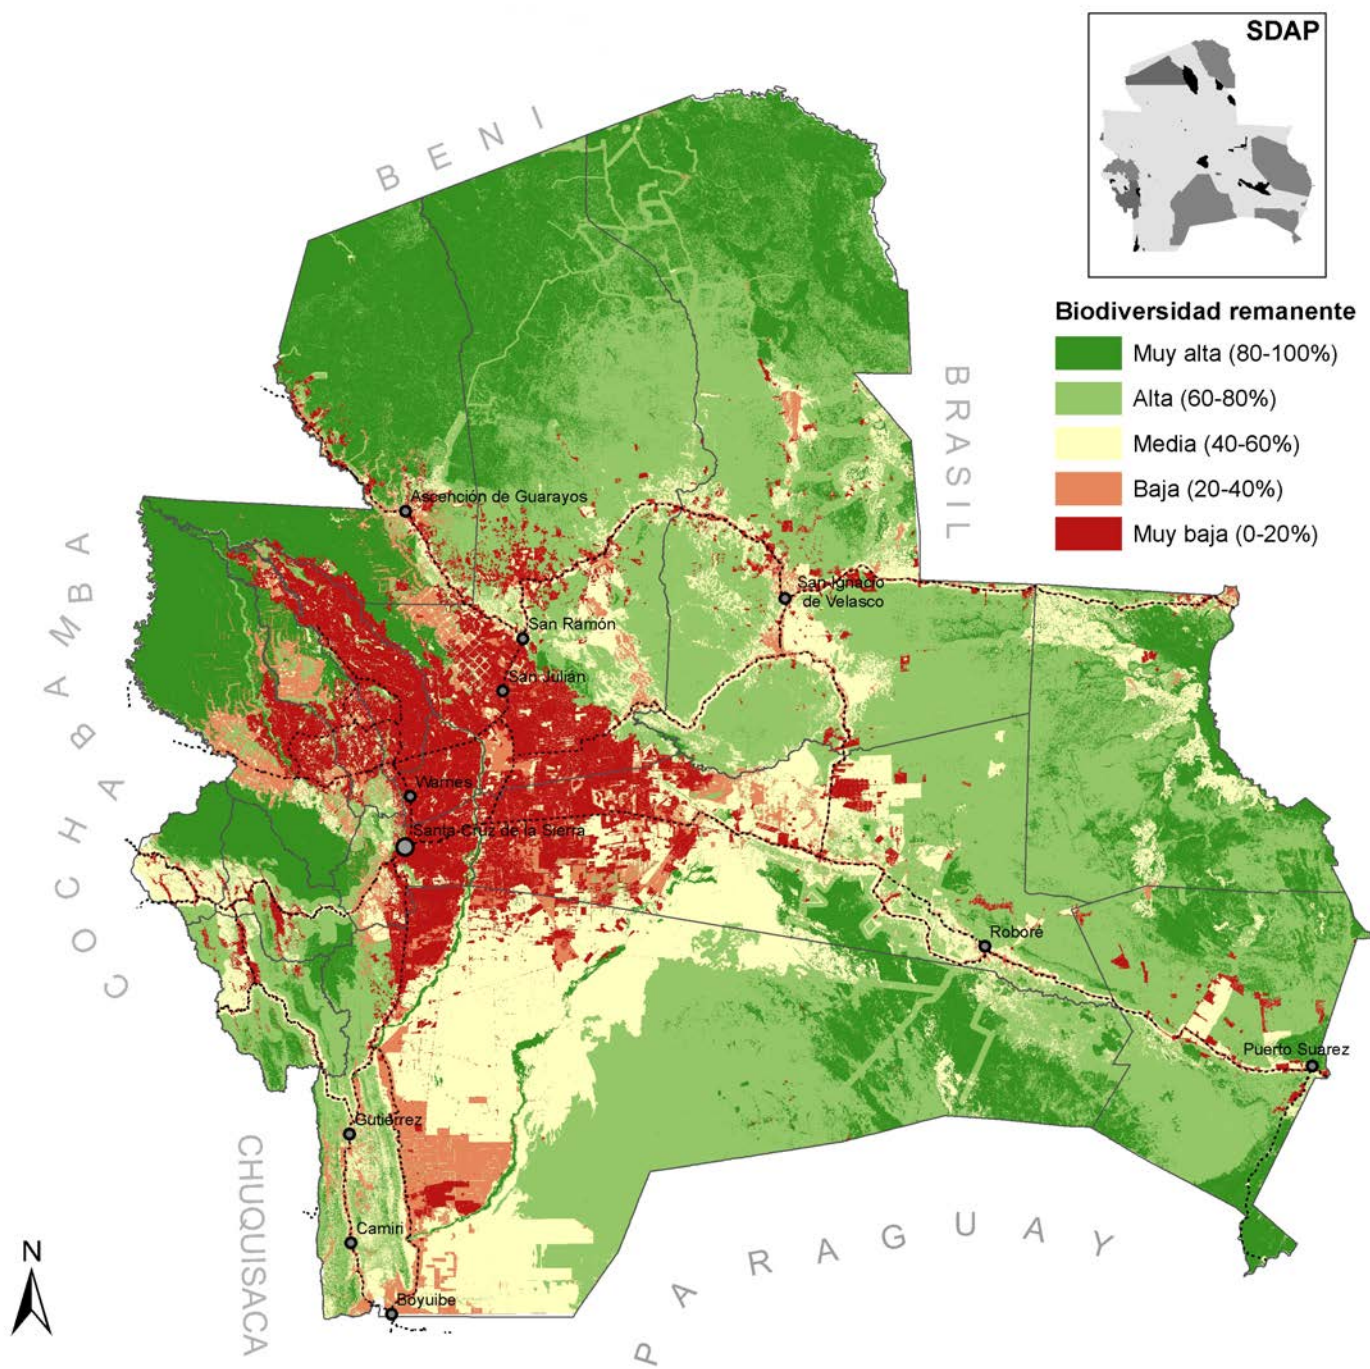 SDAP
BENI
Biodiversidad remanente
Muy alta (80-100%)
Alta (60-80%)
Media (40-60%)
Baja (20-40%)
Muy baja (0-20%)
BRASIL
COCHABAMBA
Ascención de Guarayos
San Ignacio
de Velasco
San Ramón
San Julián
Warnes
Santa Cruz de la Sierra
Roboré
Puerto Suarez
Gutiérrez
CHUQUISACA
Camiri
PARAGUAY
N
Boyuibe